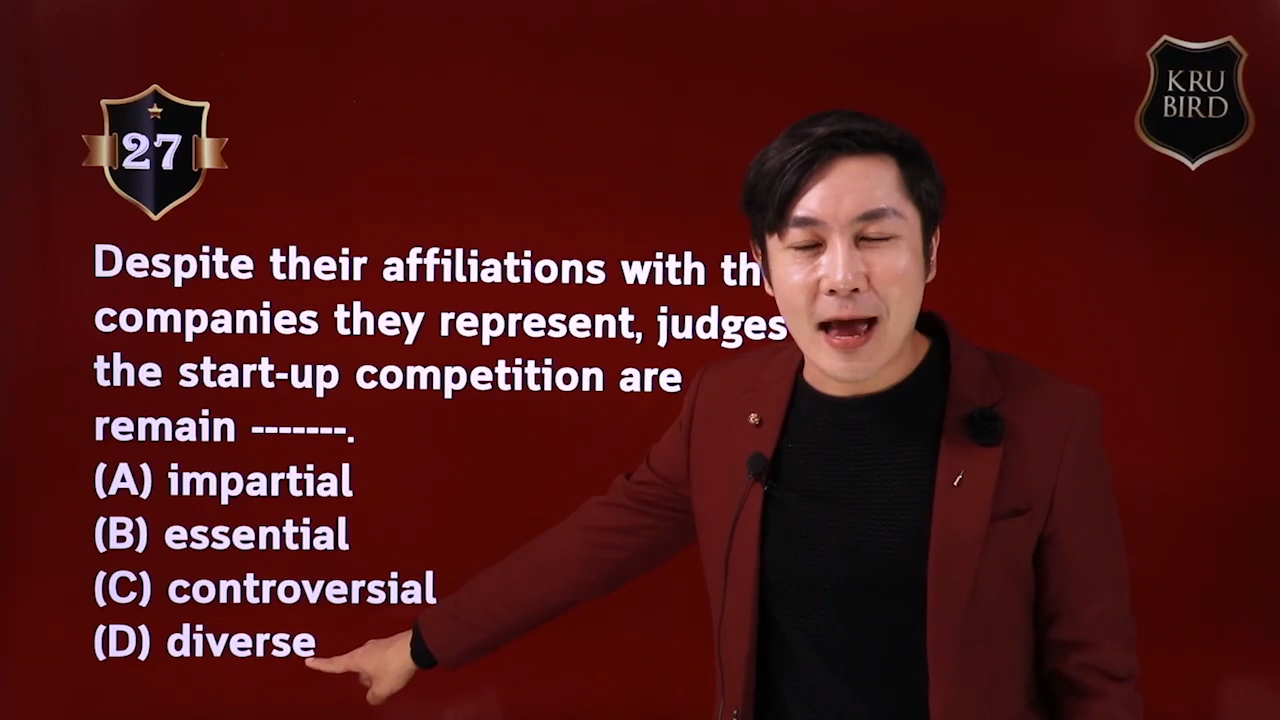 KRU
BIRD
27
Despite their affiliations with
companies they represent, judges
the start-up competition are
remain -------.
(A) impartial
(B) essential
(C) controversial
(D) diverse